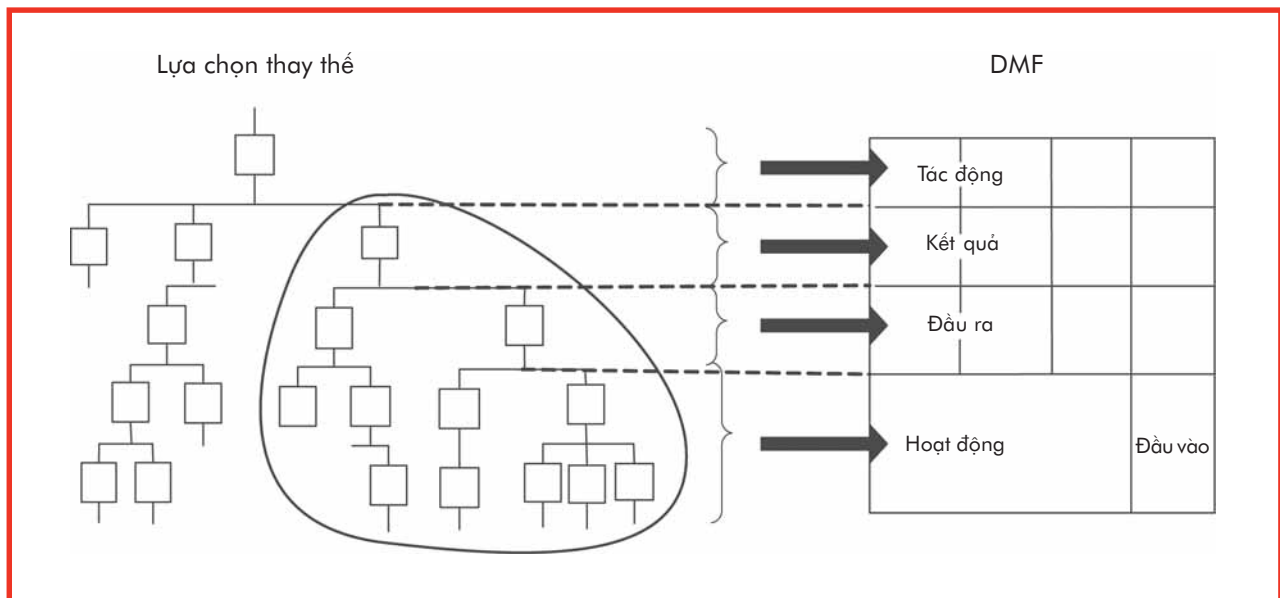 Lựa chọn thay thế
DMF
Tác động
Kết quả
Đầu ra
Hoạt động
Đầu vào